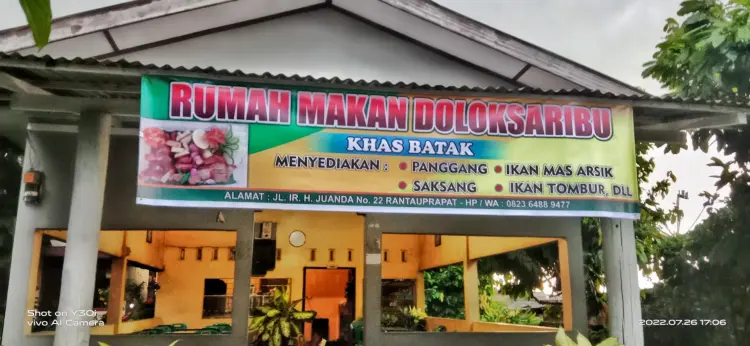 RUMAH MAKAN DOLOKSARIBU
KHAS BATAK
MENYEDIAKAN : • PANGGANG • IKAN MAS ARSIK
• SAKSANG • IKAN TOMBUR, DLL
ALAMAT : JL. IR. H. JUANDA No. 22 RANTAUPRAPAT - HP / WA : 0823 6488 9477
Shot on Y30i
vivo AI Camera
2022.07.26 17:06